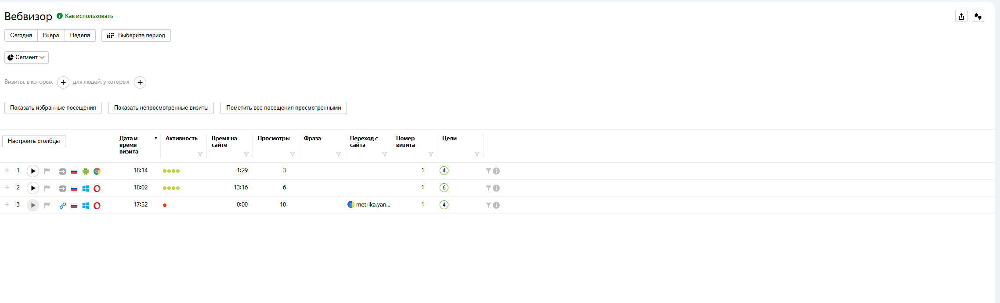 Вебвизор Как использовать
Сегодня Вчера Неделя Выберите период
Сегмент
Визиты, в которых + для людей, у которых +
Показать избранные посещения Показать непросмотренные визиты Пометить все посещения просмотренными
Настроить столбцы
Дата и время визита
Активность
Время на сайте
Просмотры
Фраза
Переход с сайта
Номер визита
Цели
1 18:14 1:29 3 1 4
2 18:02 13:16 6 1 6
3 17:52 0:00 10 metrika.yan... 1 4